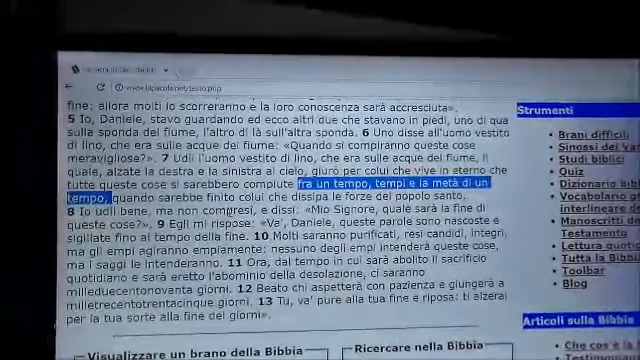 www.laparola.net/testo.php
fine; allora molti lo scorreranno e la loro conoscenza sarà accresciuta».
5 Io, Daniele, stavo guardando ed ecco altri due che stavano in piedi, uno di qua
sulla sponda del fiume, l'altro di là sull'altra sponda. 6 Uno disse all'uomo vestito
di lino, che era sulle acque del fiume: «Quando si compiranno queste cose
meravigliose?». 7 Udii l'uomo vestito di lino, che era sulle acque del fiume, il
quale, alzate la destra e la sinistra al cielo, giurò per colui che vive in eterno che
tutte queste cose si sarebbero compiute fra un tempo, tempi e la metà di un
tempo, quando sarebbe finito colui che dissipa le forze del popolo santo.
8 Io udii bene, ma non compresi, e dissi: «Mio Signore, quale sarà la fine di
queste cose?». 9 Egli mi rispose: «Va', Daniele, queste parole sono nascoste e
sigillate fino al tempo della fine. 10 Molti saranno purificati, resi candidi, integri,
ma gli empi agiranno empiamente: nessuno degli empi intenderà queste cose,
ma i saggi le intenderanno. 11 Ora, dal tempo in cui sarà abolito il sacrificio
quotidiano e sarà eretto l'abominio della desolazione, ci saranno
milleduecentonovanta giorni. 12 Beato chi aspetterà con pazienza e giungerà a
milletrecentotrentacinque giorni. 13 Tu, va' pure alla tua fine e riposa: ti alzerai
per la tua sorte alla fine dei giorni».
Visualizzare un brano della Bibbia
Ricercare nella Bibbia
Strumenti
Brani difficili
Sinossi dei Van
Studi biblici
Quiz
Dizionario bibl
Vocabolario g
interlineare d
Manoscritti de
Testamento
Lettura quotid
Tutta la Bibbi
Toolbar
Blog
Articoli sulla Bibbia
Che cos'è la
Testimonian